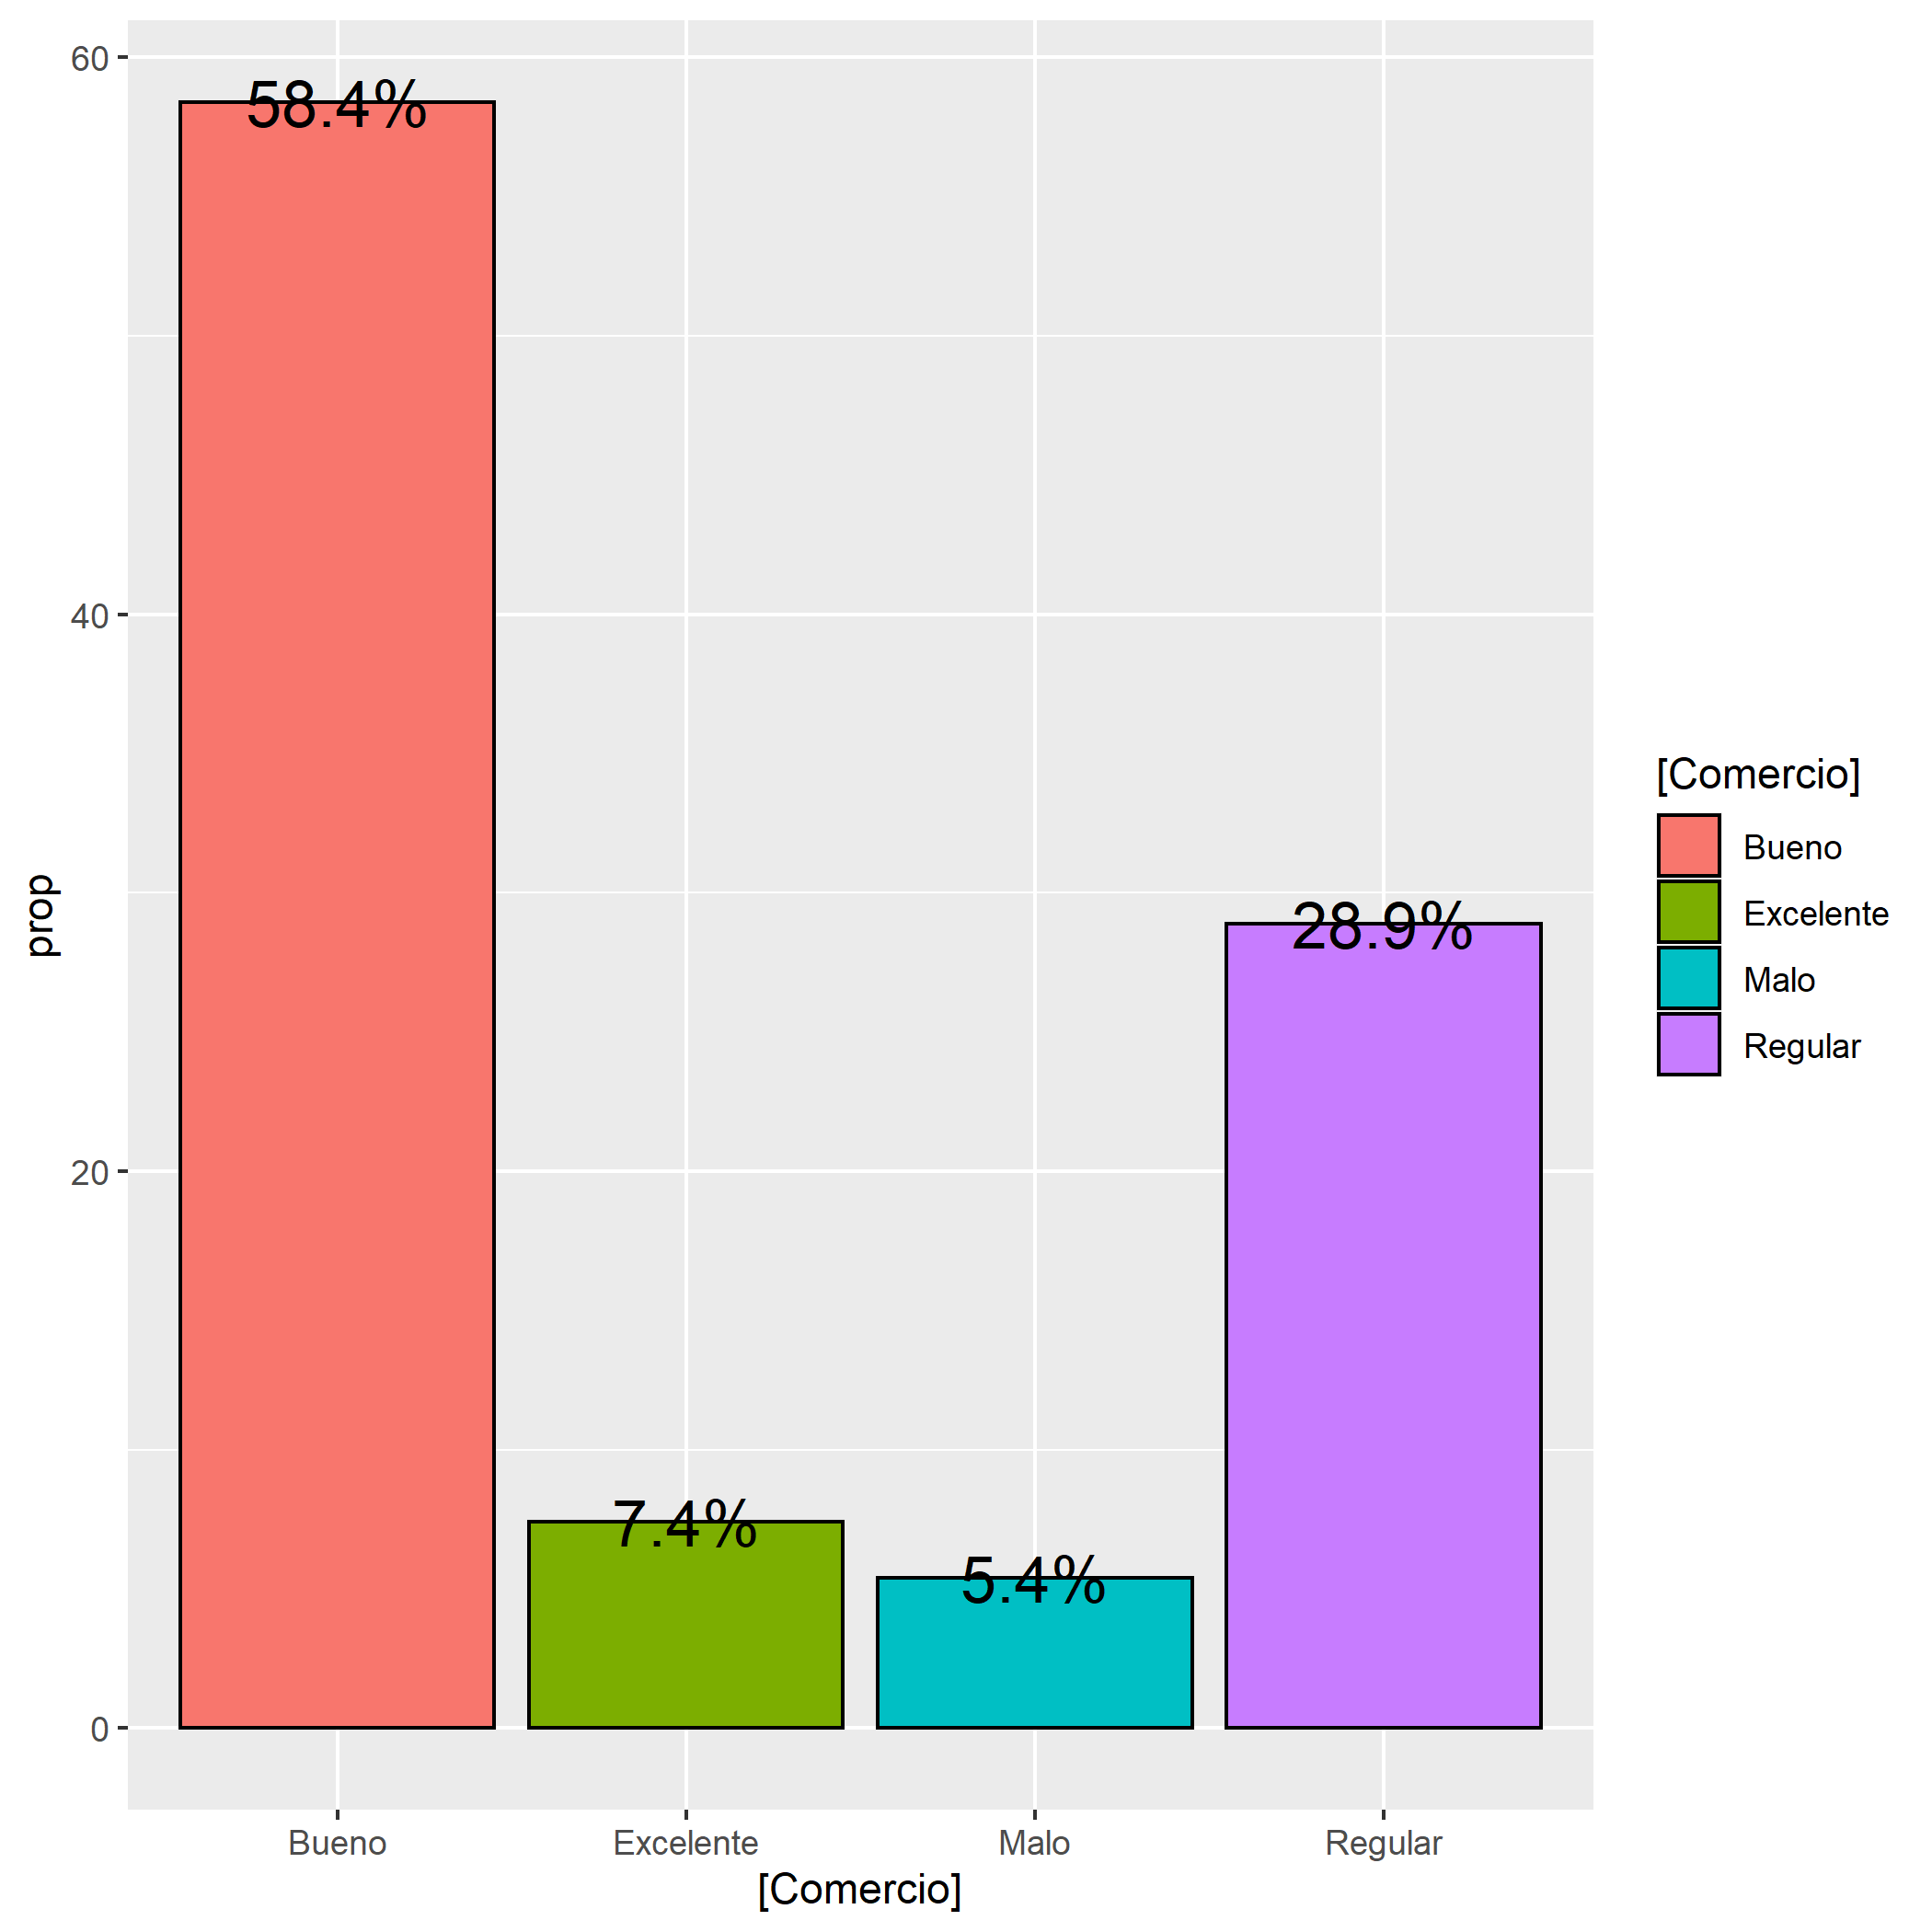 60
40
20
0
prop
58.4%
7.4%
5.4%
28.9%
Bueno
Excelente
Malo
Regular
[Comercio]
[Comercio]
Bueno
Excelente
Malo
Regular